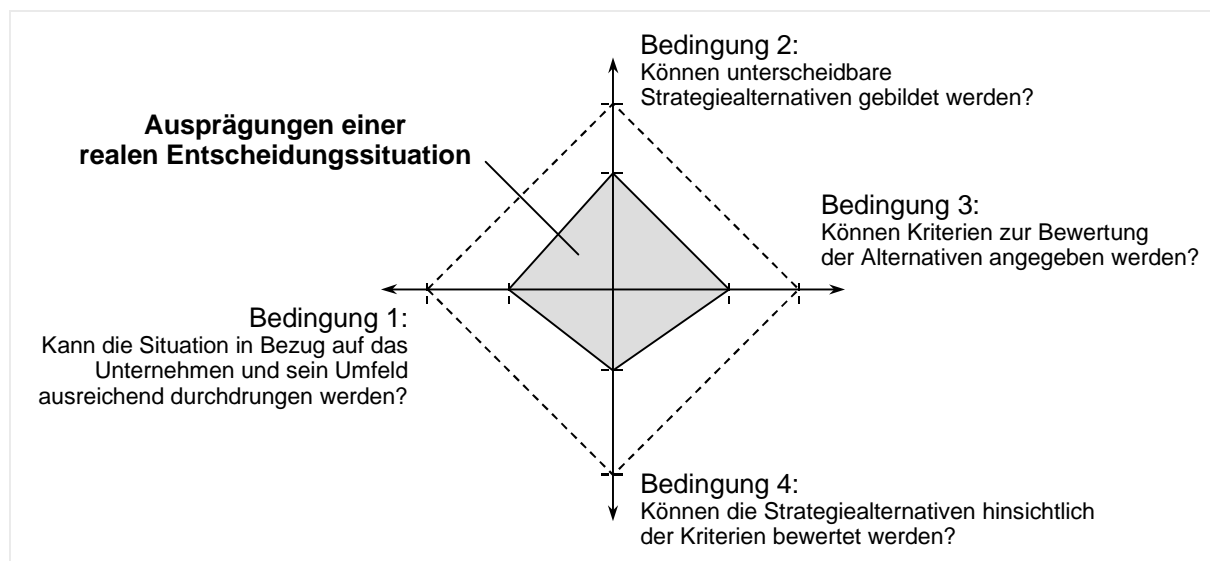 Bedingung 2:
Können unterscheidbare
Strategiealternativen gebildet werden?
Ausprägungen einer
realen Entscheidungssituation
Bedingung 3:
Können Kriterien zur Bewertung
der Alternativen angegeben werden?
Bedingung 1:
Kann die Situation in Bezug auf das
Unternehmen und sein Umfeld
ausreichend durchdrungen werden?
Bedingung 4:
Können die Strategiealternativen hinsichtlich
der Kriterien bewertet werden?